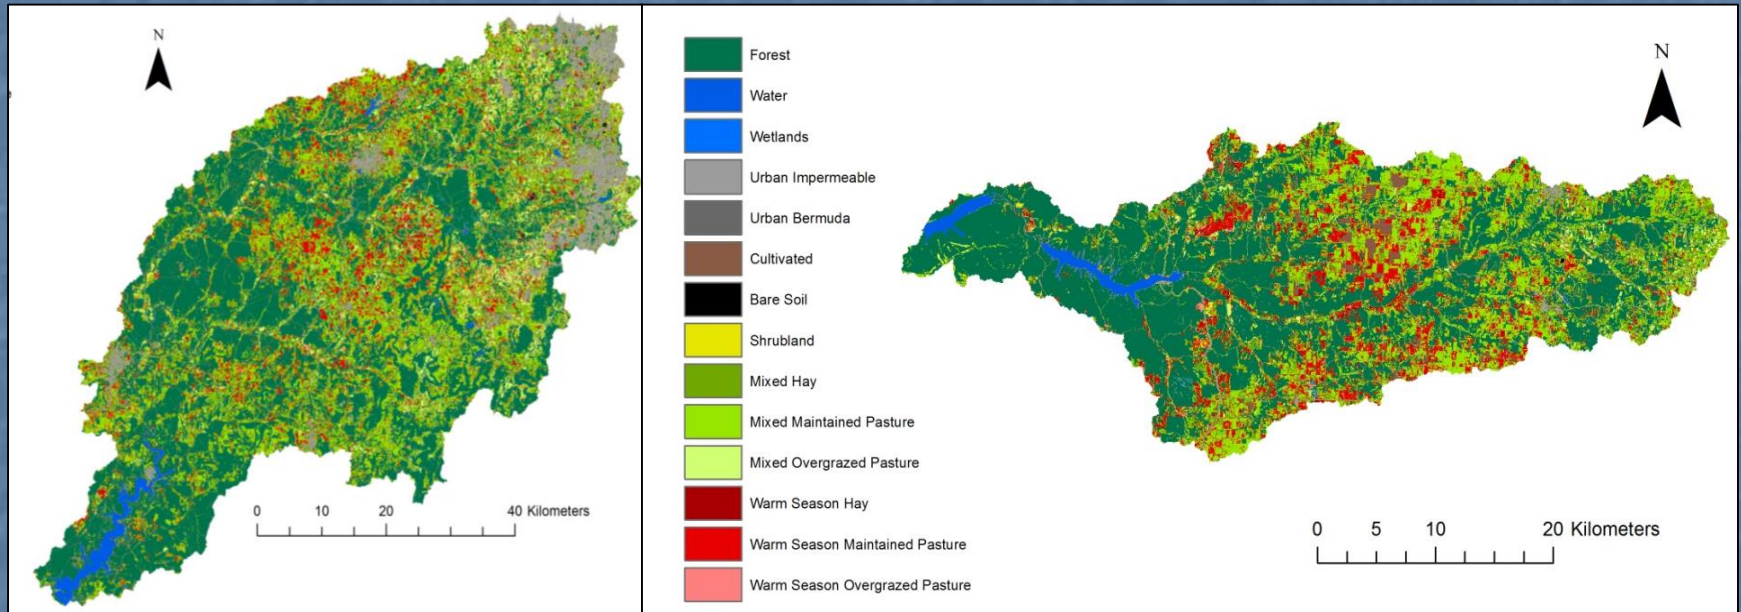 N
0 10 20 40 Kilometers
Forest
Water
Wetlands
Urban Impermeable
Urban Bermuda
Cultivated
Bare Soil
Shrubland
Mixed Hay
Mixed Maintained Pasture
Mixed Overgrazed Pasture
Warm Season Hay
Warm Season Maintained Pasture
Warm Season Overgrazed Pasture
N
0 5 10 20 Kilometers